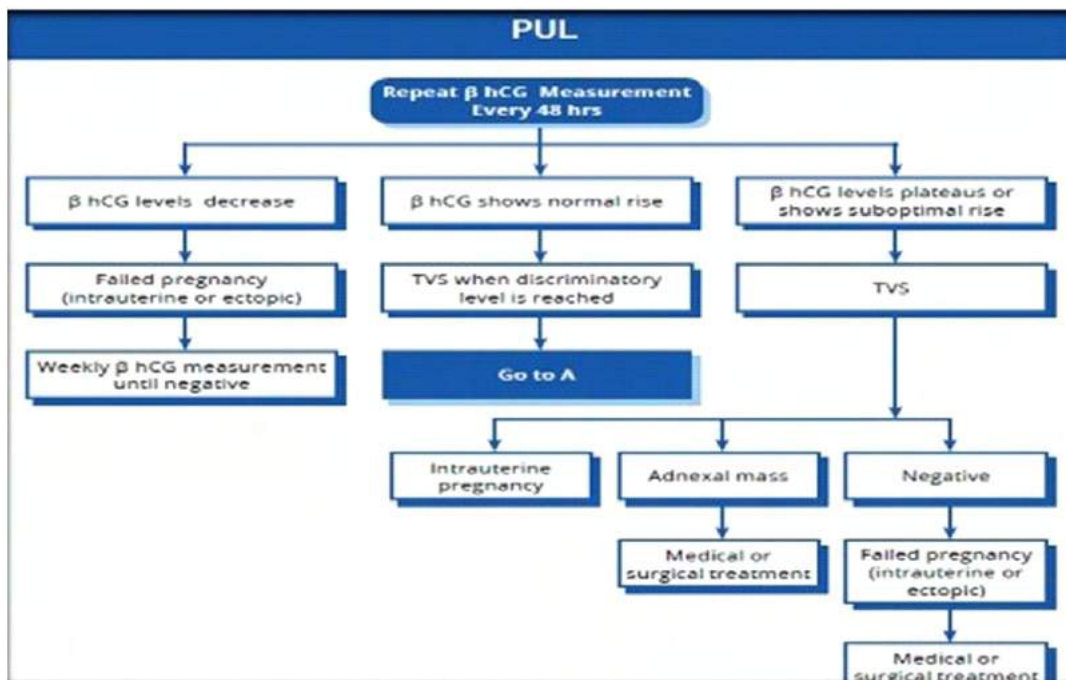 PUL
Repeat β hCG Measurement
Every 48 hrs
β hCG levels decrease
β hCG shows normal rise
β hCG levels plateaus or
shows suboptimal rise
Failed pregnancy
(intrauterine or ectopic)
TVS when discriminatory
level is reached
TVS
Weekly β hCG measurement
until negative
Go to A
Intrauterine
pregnancy
Adnexal mass
Negative
Medical or
surgical treatment
Failed pregnancy
(intrauterine or
ectopic)
Medical or
surgical treatment